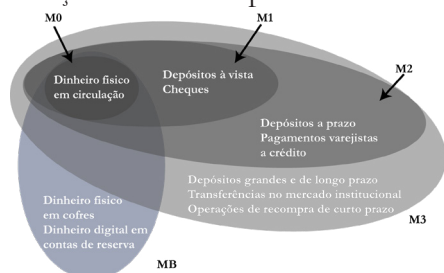 M0
M1
Dinheiro físico
em circulação
Depósitos à vista
Cheques
M2
Depósitos a prazo
Pagamentos varejistas
a crédito
Depósitos grandes e de longo prazo
Transferências no mercado institucional
Operações de recompra de curto prazo
Dinheiro físico
em cofres
Dinheiro digital em
contas de reserva
M3
MB